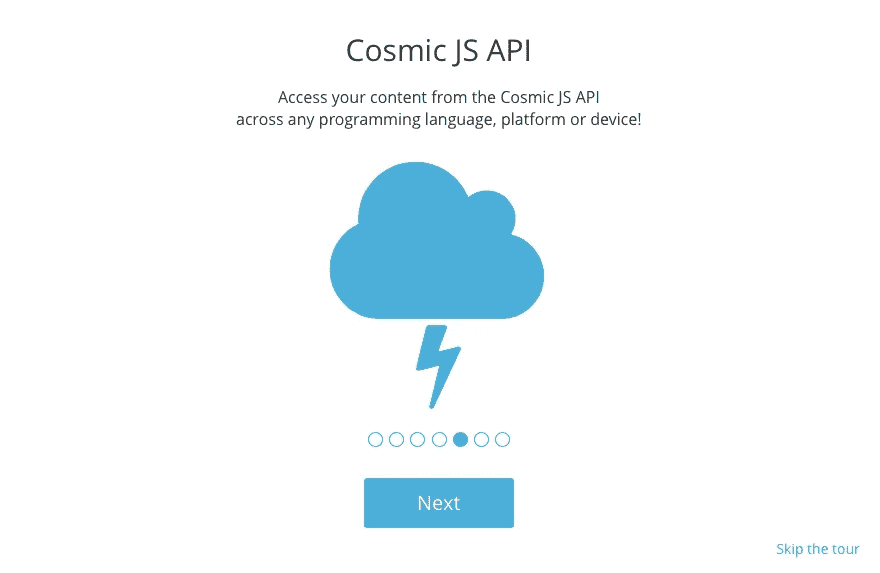 Cosmic JS API
Access your content from the Cosmic JS API
across any programming language, platform or device!
Next
Skip the tour